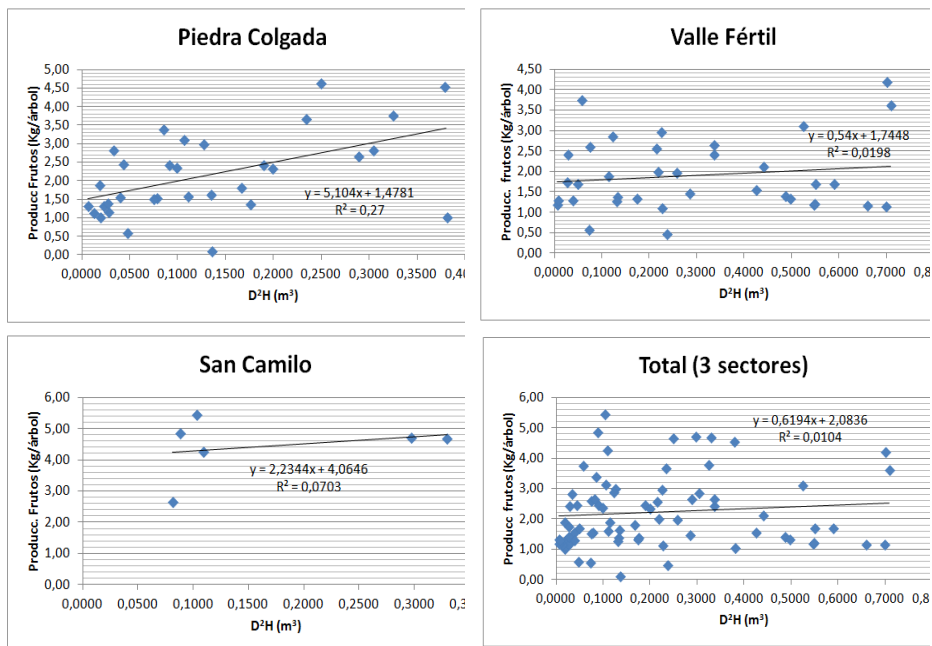 Piedra Colgada
Producc. Frutos (Kg/árbol)
5,00
4,50
4,00
3,50
3,00
2,50
2,00
1,50
1,00
0,50
0,00
y = 5,104x + 1,4781
R² = 0,27
0,0000 0,0500 0,1000 0,1500 0,2000 0,2500 0,3000 0,3500 0,40
D²H (m³)
Valle Fértil
Producc. Frutos (Kg/árbol)
4,50
4,00
3,50
3,00
2,50
2,00
1,50
1,00
0,50
0,00
y = 0,54x + 1,7448
R² = 0,0198
0,0000 0,1000 0,2000 0,3000 0,4000 0,5000 0,6000 0,7000 0,8
D²H (m³)
San Camilo
Producc. Frutos (Kg/árbol)
6,00
5,00
4,00
3,00
2,00
1,00
0,00
y = 2,2344x + 4,0646
R² = 0,0703
0,0000 0,1000 0,2000 0,3000
D²H (m³)
Total (3 sectores)
Producc frutos (Kg/árbol)
6,00
5,00
4,00
3,00
2,00
1,00
0,00
y = 0,6194x + 2,0836
R² = 0,0104
0,0000 0,1000 0,2000 0,3000 0,4000 0,5000 0,6000 0,7000 0,8
D²H (m³)